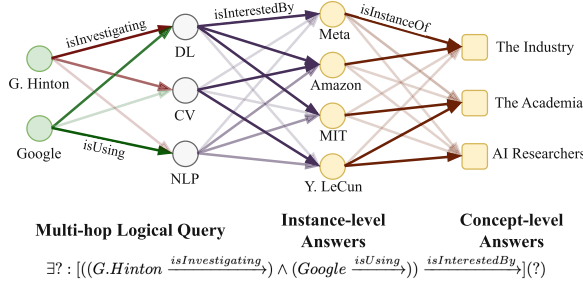 isInvestigating
isInterestedBy
Meta
isInstanceOf
DL
The Industry
G. Hinton
Amazon
CV
The Academia
Google
MIT
isUsing
AI Researchers
NLP
Y. LeCun
Multi-hop Logical Query
Instance-level
Answers
Concept-level
Answers
∃? : [((G.Hinton —isInvestigating→) ∧ (Google —isUsing→)) —isInterestedBy→](?)